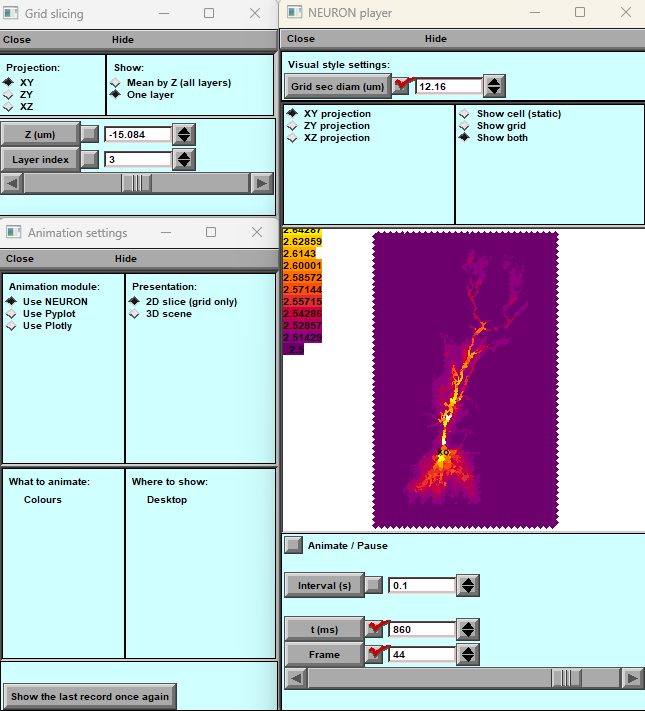 Grid slicing
Close Hide
Projection:
XY
ZY
XZ
Show:
Mean by Z (all layers)
One layer
Z (um) -15.084
Layer index 3
Animation settings
Close Hide
Animation module:
Use NEURON
Use Pyplot
Use Plotly
Presentation:
2D slice (grid only)
3D scene
What to animate:
Colours
Where to show:
Desktop
Show the last record once again
NEURON player
Close Hide
Visual style settings:
Grid sec diam (um) 12.16
XY projection
ZY projection
XZ projection
Show cell (static)
Show grid
Show both
2.64287
2.62859
2.6143
2.60001
2.58572
2.57144
2.55715
2.54286
2.52857
2.51429
2.5
Animate / Pause
Interval (s) 0.1
t (ms) 860
Frame 44